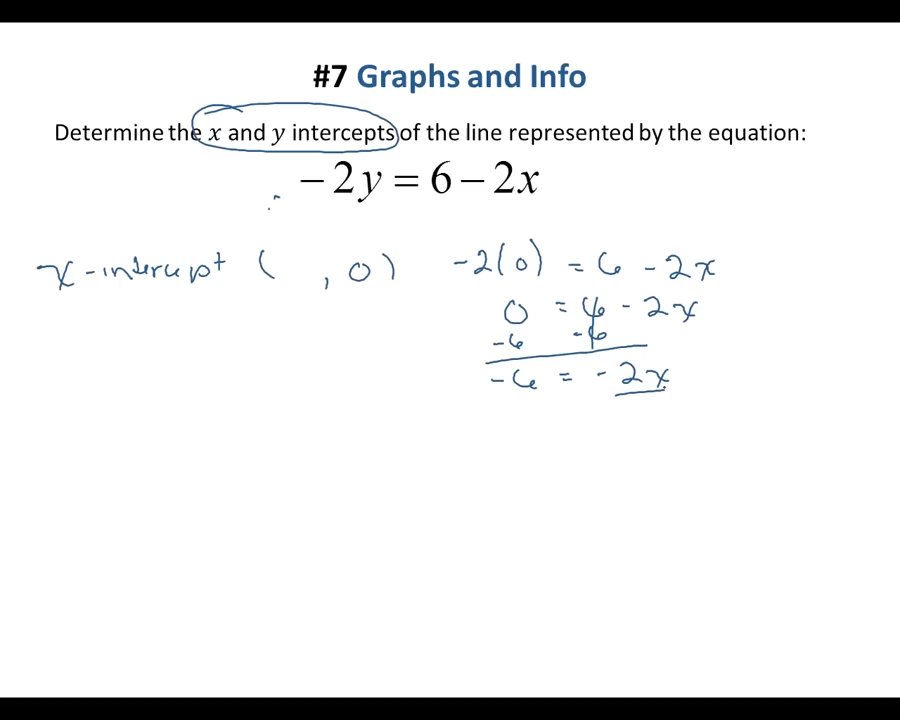 #7 Graphs and Info
Determine the x and y intercepts of the line represented by the equation:
−2y = 6 − 2x
x-intercept ( , 0) -2(0) = 6 - 2x
0 = 6 - 2x
-6 -6
-6 = -2x